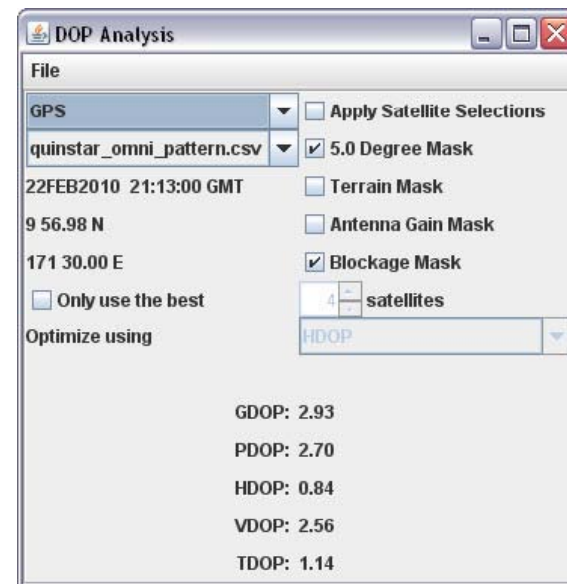 DOP Analysis
File
GPS
Apply Satellite Selections
quinstar_omni_pattern.csv
5.0 Degree Mask
22FEB2010 21:13:00 GMT
Terrain Mask
9 56.98 N
Antenna Gain Mask
171 30.00 E
Blockage Mask
Only use the best
4
satellites
Optimize using
HDOP
GDOP: 2.93
PDOP: 2.70
HDOP: 0.84
VDOP: 2.56
TDOP: 1.14